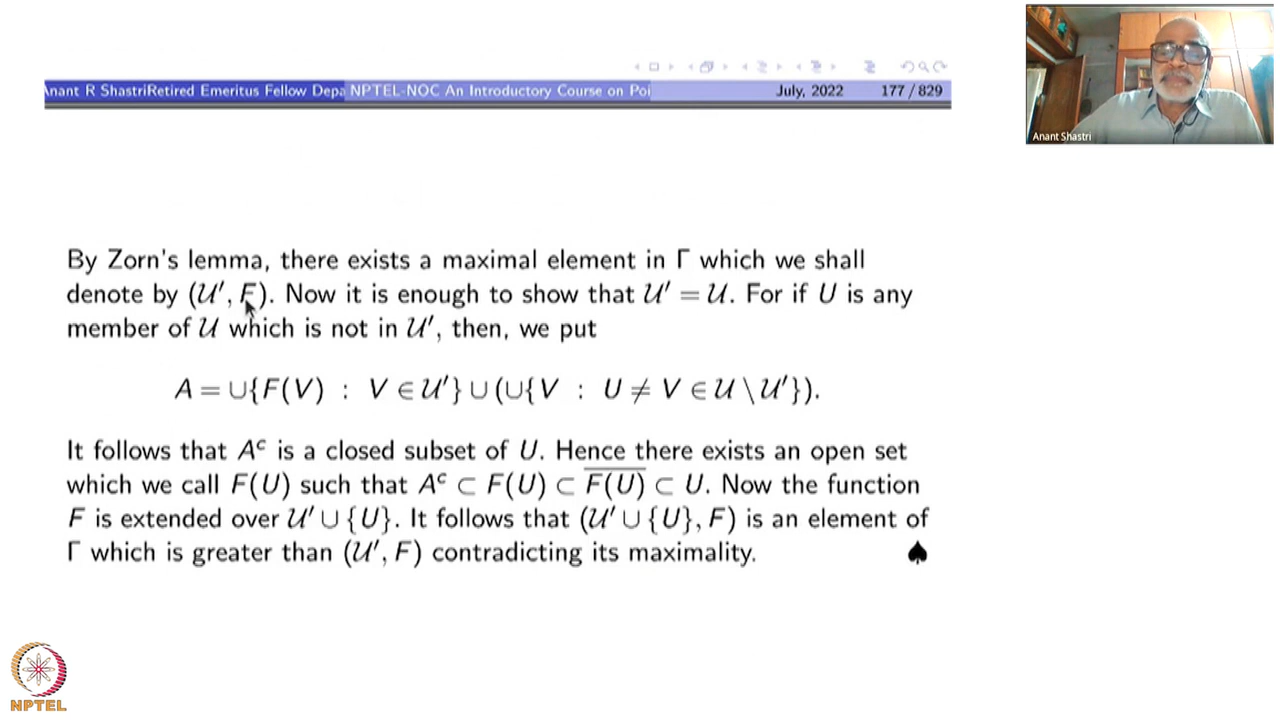 Anant R ShastriRetired Emeritus Fellow Depa NPTEL-NOC An Introductory Course on Poi July, 2022 177 / 829
Anant Shastri
By Zorn's lemma, there exists a maximal element in Γ which we shall
denote by (𝒰′, F). Now it is enough to show that 𝒰′ = 𝒰. For if U is any
member of 𝒰 which is not in 𝒰′, then, we put
A = ∪{F(V) : V ∈ 𝒰′} ∪ (∪{V : U ≠ V ∈ 𝒰 \ 𝒰′}).
It follows that Aᶜ is a closed subset of U. Hence there exists an open set
which we call F(U) such that Aᶜ ⊂ F(U) ⊂ \overline{F(U)} ⊂ U. Now the function
F is extended over 𝒰′ ∪ {U}. It follows that (𝒰′ ∪ {U}, F) is an element of
Γ which is greater than (𝒰′, F) contradicting its maximality. ♠
NPTEL